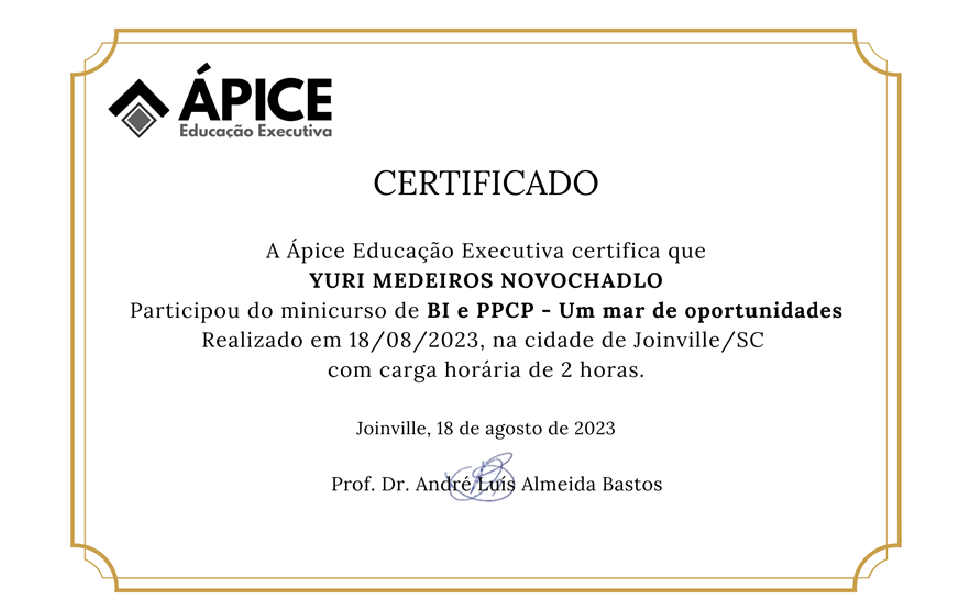 ÁPICE
Educação Executiva
CERTIFICADO
A Ápice Educação Executiva certifica que
YURI MEDEIROS NOVOCHADLO
Participou do minicurso de BI e PPCP - Um mar de oportunidades
Realizado em 18/08/2023, na cidade de Joinville/SC
com carga horária de 2 horas.
Joinville, 18 de agosto de 2023
Prof. Dr. André Luís Almeida Bastos